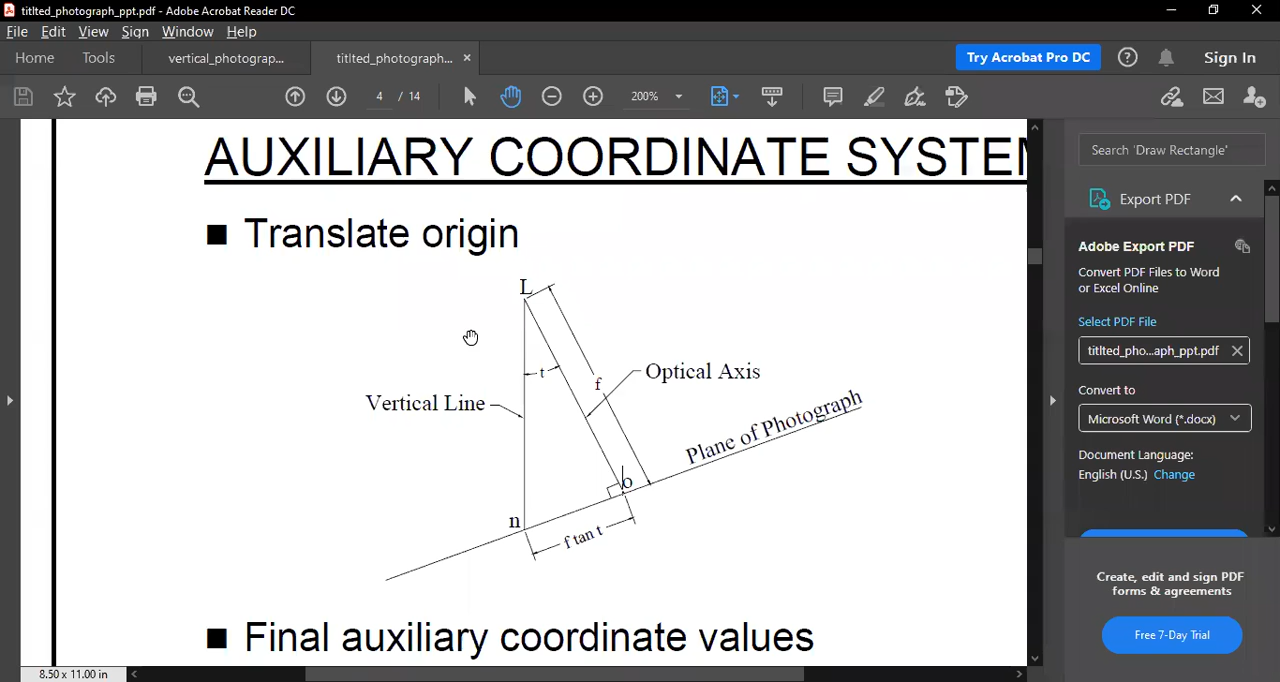 titlted_photograph_ppt.pdf - Adobe Acrobat Reader DC
File Edit View Sign Window Help
Home Tools vertical_photograp... titlted_photograph... × Try Acrobat Pro DC Sign In
4 / 14 200%
AUXILIARY COORDINATE SYSTEM
Translate origin
L
t
f
Optical Axis
Vertical Line
Plane of Photograph
o
n
f tan t
Final auxiliary coordinate values
8.50 x 11.00 in
Search 'Draw Rectangle'
Export PDF
Adobe Export PDF
Convert PDF Files to Word
or Excel Online
Select PDF File
titlted_pho...aph_ppt.pdf
Convert to
Microsoft Word (*.docx)
Document Language:
English (U.S.) Change
Create, edit and sign PDF
forms & agreements
Free 7-Day Trial